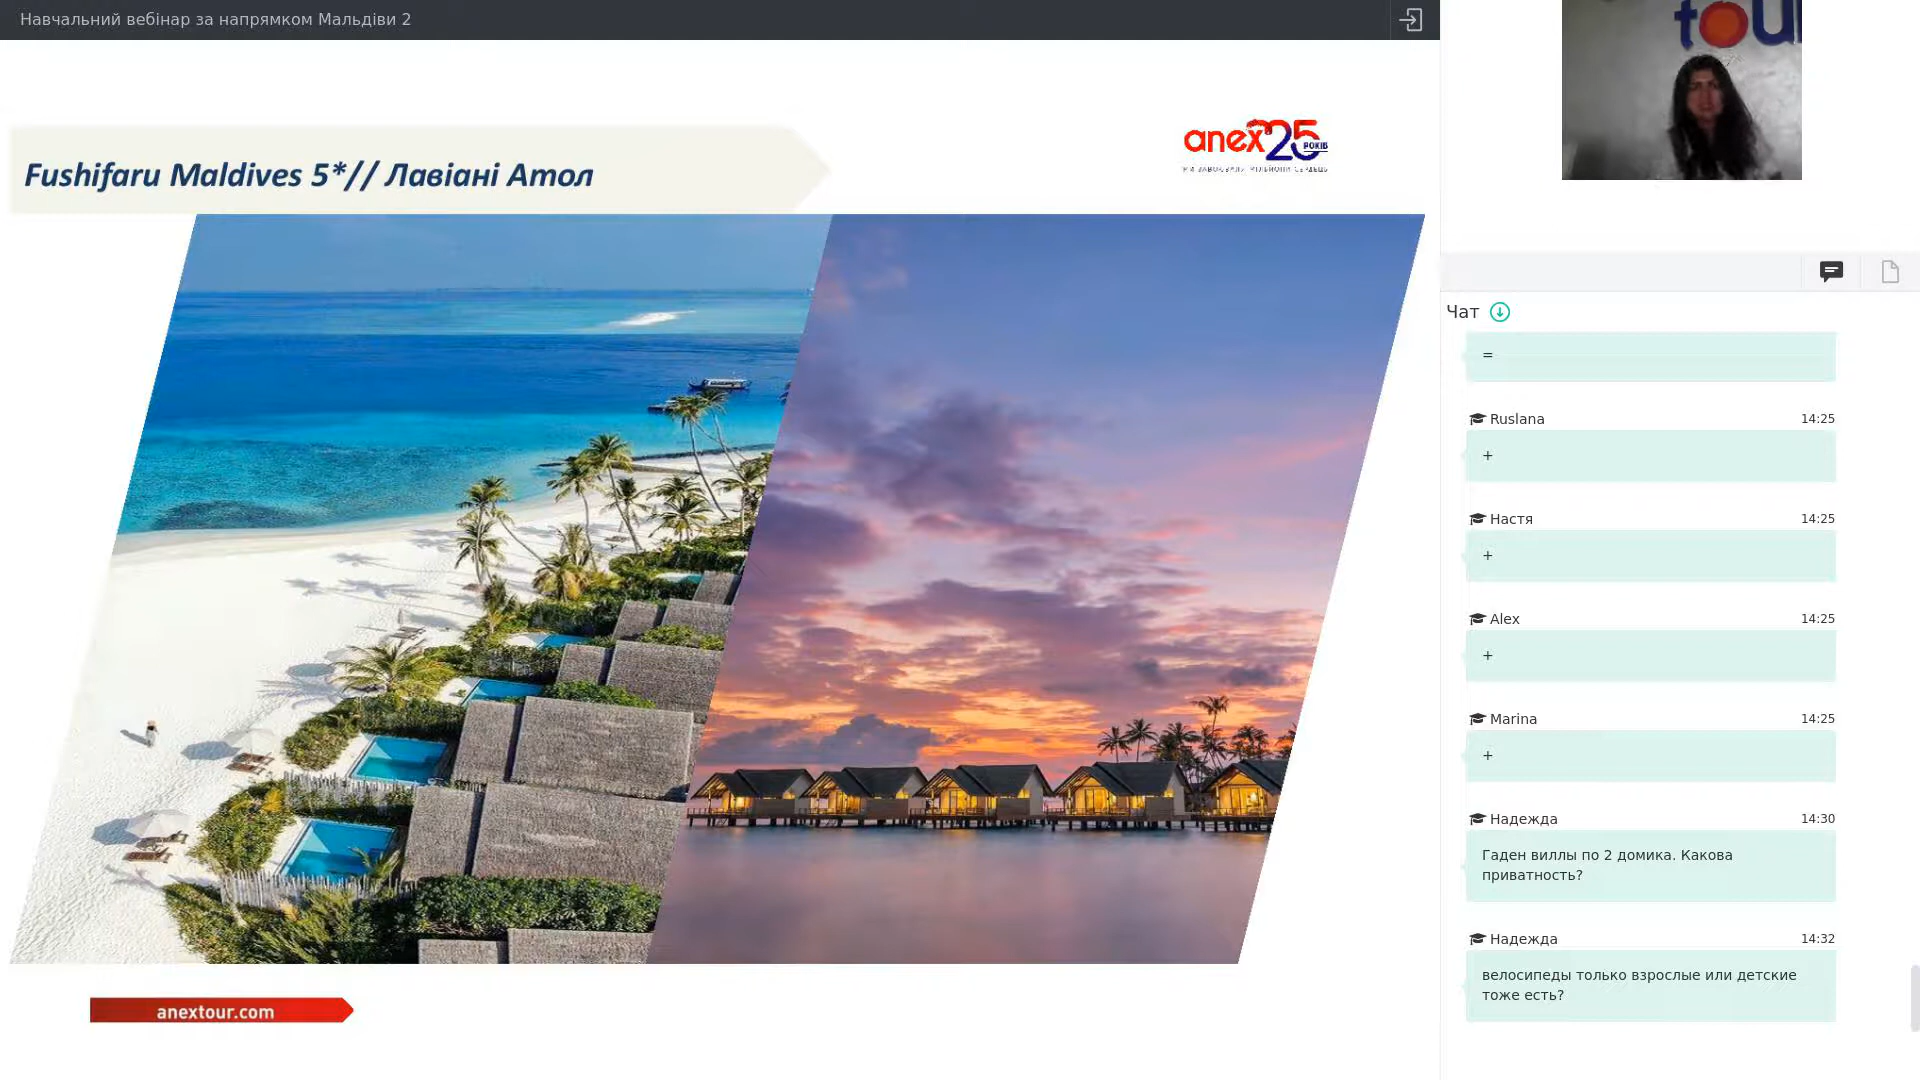 Навчальний вебінар за напрямком Мальдіви 2
tou
Fushifaru Maldives 5*// Лавіані Атол
anex25
РОКІВ
Чат
=
Ruslana 14:25
+
Настя 14:25
+
Alex 14:25
+
Marina 14:25
+
Надежда 14:30
Гаден виллы по 2 домика. Какова
приватность?
Надежда 14:32
велосипеды только взрослые или детские
тоже есть?
anextour.com